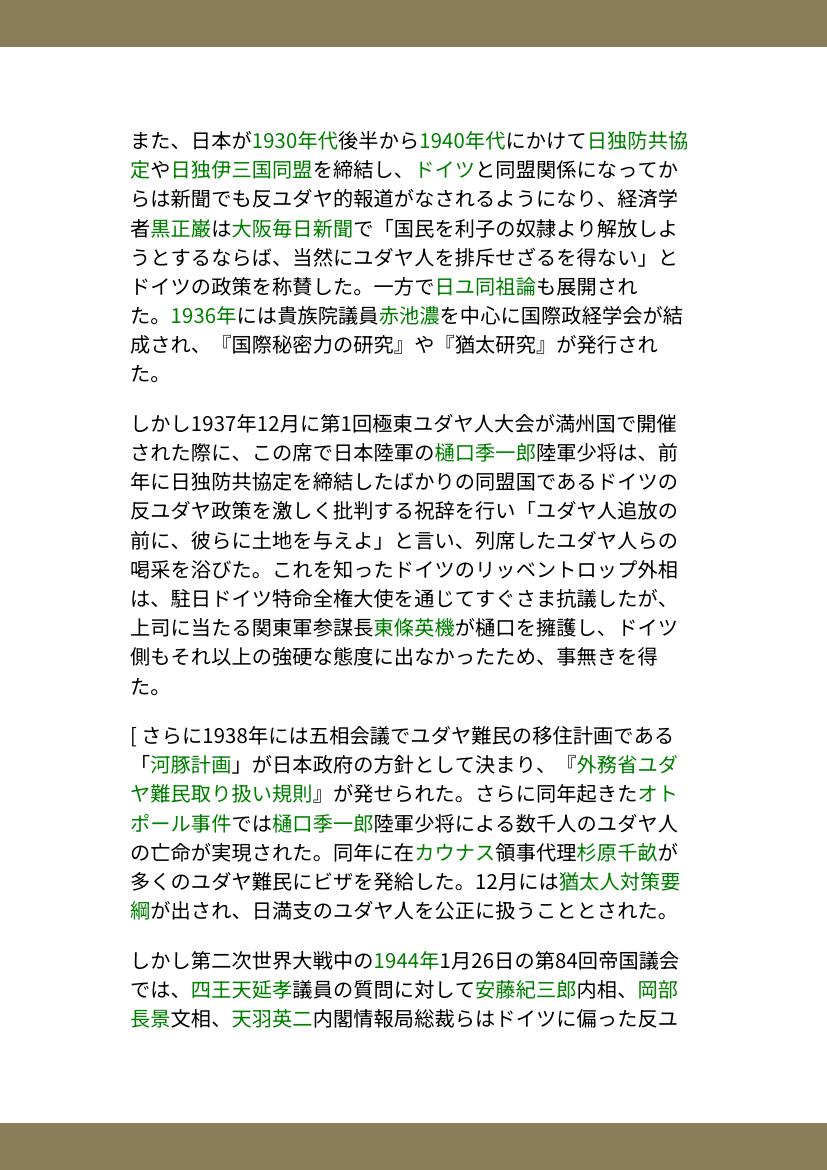 また、日本が1930年代後半から1940年代にかけて日独防共協
定や日独伊三国同盟を締結し、ドイツと同盟関係になってか
らは新聞でも反ユダヤ的報道がなされるようになり、経済学
者黒正巌は大阪毎日新聞で「国民を利子の奴隷より解放しよ
うとするならば、当然にユダヤ人を排斥せざるを得ない」と
ドイツの政策を称賛した。一方で日ユ同祖論も展開され
た。1936年には貴族院議員赤池濃を中心に国際政経学会が結
成され、『国際秘密力の研究』や『猶太研究』が発行され
た。
しかし1937年12月に第1回極東ユダヤ人大会が満州国で開催
された際に、この席で日本陸軍の樋口季一郎陸軍少将は、前
年に日独防共協定を締結したばかりの同盟国であるドイツの
反ユダヤ政策を激しく批判する祝辞を行い「ユダヤ人追放の
前に、彼らに土地を与えよ」と言い、列席したユダヤ人らの
喝采を浴びた。これを知ったドイツのリッベントロップ外相
は、駐日ドイツ特命全権大使を通じてすぐさま抗議したが、
上司に当たる関東軍参謀長東條英機が樋口を擁護し、ドイツ
側もそれ以上の強硬な態度に出なかったため、事無きを得
た。
[ さらに1938年には五相会議でユダヤ難民の移住計画である
「河豚計画」が日本政府の方針として決まり、『外務省ユダ
ヤ難民取り扱い規則』が発せられた。さらに同年起きたオト
ポール事件では樋口季一郎陸軍少将による数千人のユダヤ人
の亡命が実現された。同年に在カウナス領事代理杉原千畝が
多くのユダヤ難民にビザを発給した。12月には猶太人対策要
綱が出され、日満支のユダヤ人を公正に扱うこととされた。
しかし第二次世界大戦中の1944年1月26日の第84回帝国議会
では、四王天延孝議員の質問に対して安藤紀三郎内相、岡部
長景文相、天羽英二内閣情報局総裁らはドイツに偏った反ユ